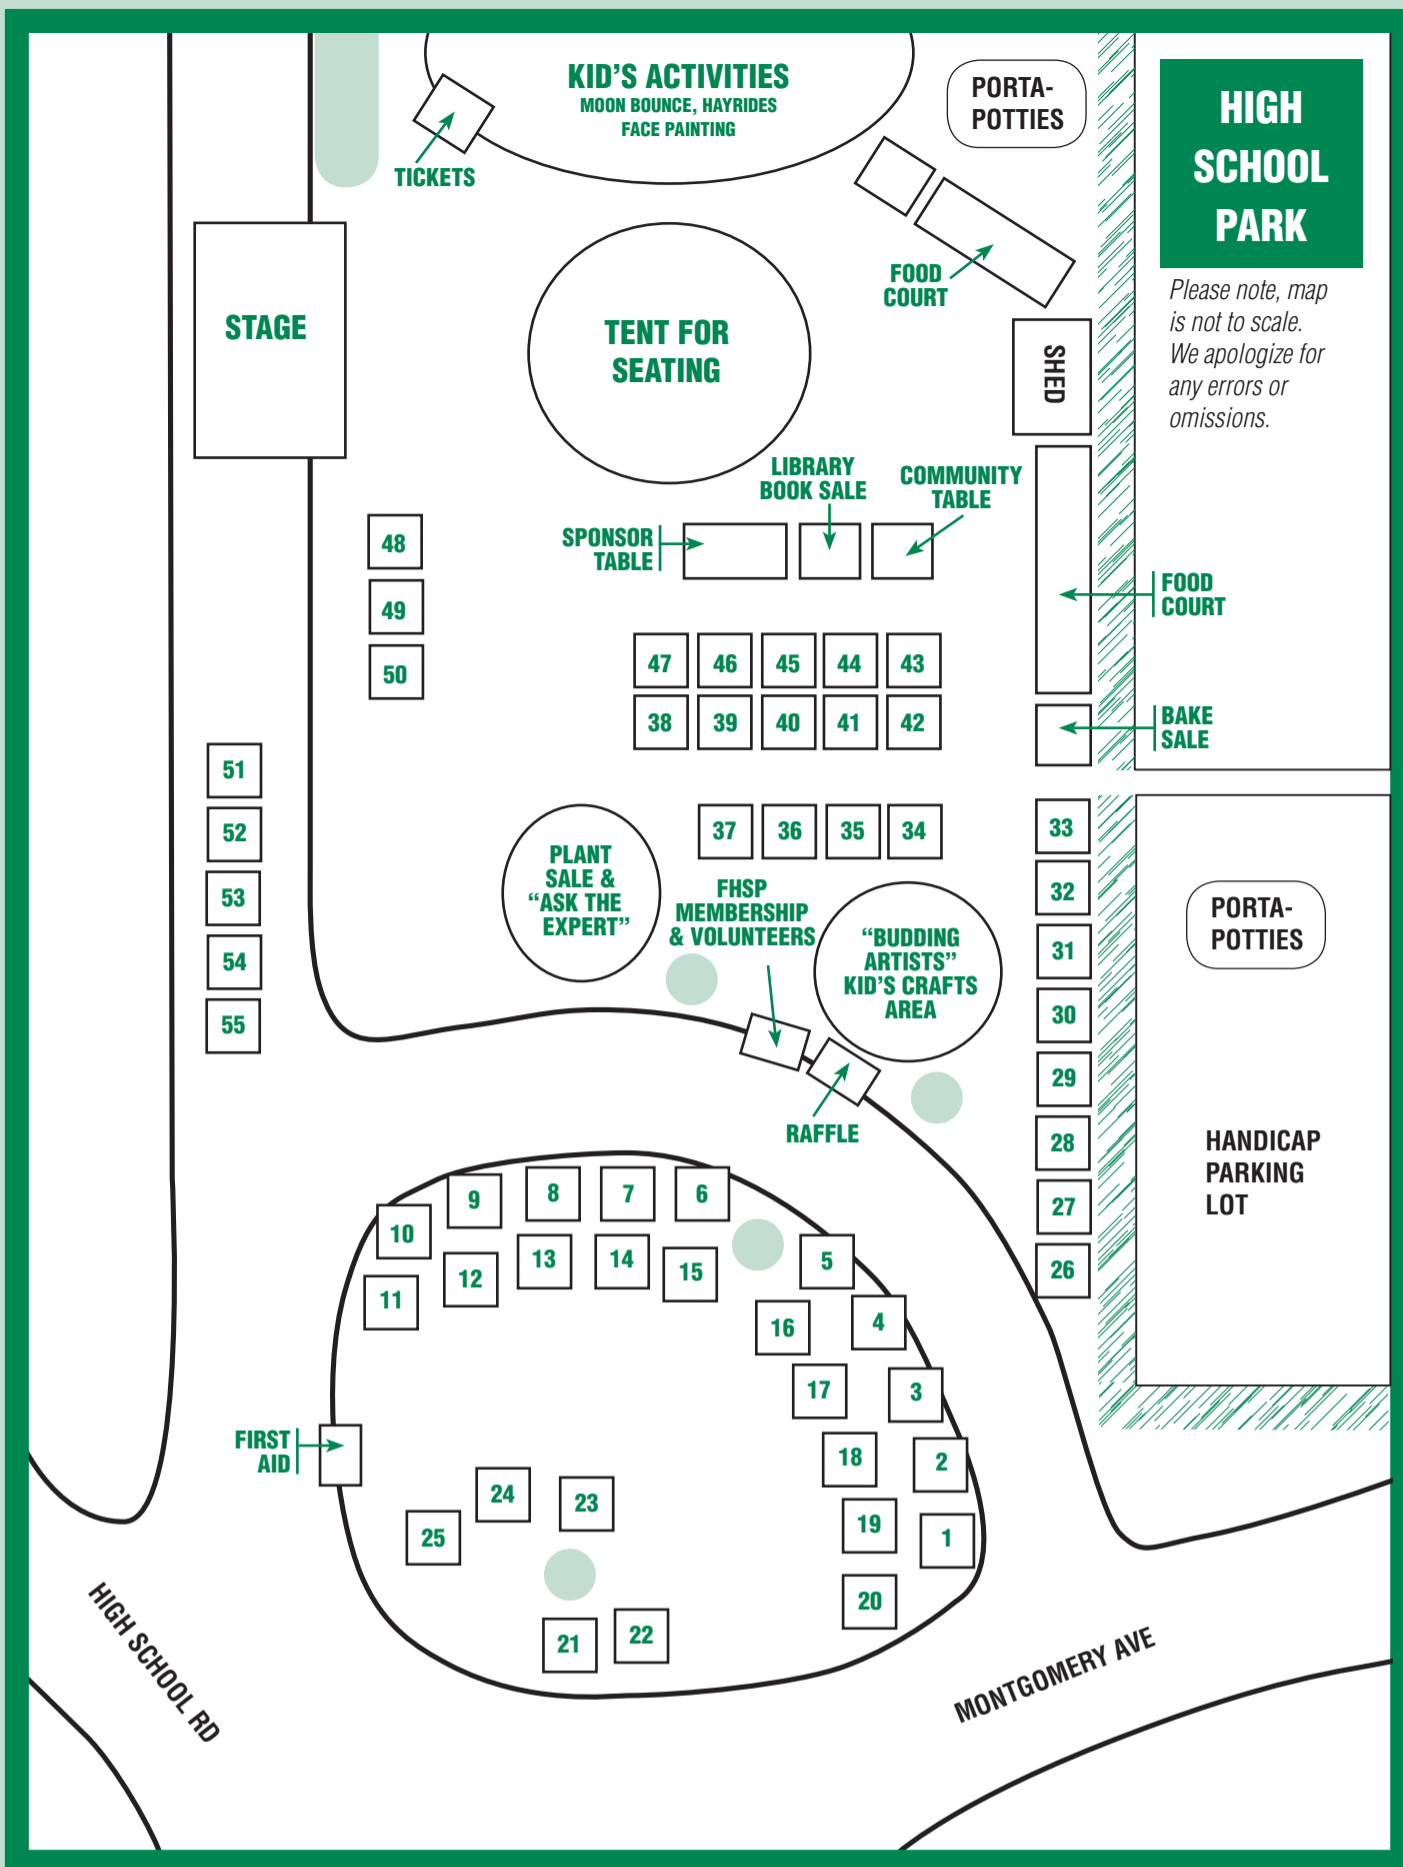 KID'S ACTIVITIES
MOON BOUNCE, HAYRIDES
FACE PAINTING
TICKETS
PORTA-
POTTIES
HIGH
SCHOOL
PARK
Please note, map
is not to scale.
We apologize for
any errors or
omissions.
FOOD
COURT
STAGE
TENT FOR
SEATING
SHED
LIBRARY
BOOK SALE
COMMUNITY
TABLE
SPONSOR
TABLE
48
49
50
FOOD
COURT
47 46 45 44 43
38 39 40 41 42
BAKE
SALE
51
52
53
54
55
37 36 35 34
PLANT
SALE &
“ASK THE
EXPERT”
FHSP
MEMBERSHIP
& VOLUNTEERS
“BUDDING
ARTISTS”
KID'S CRAFTS
AREA
RAFFLE
33
32
31
30
29
28
27
26
PORTA-
POTTIES
HANDICAP
PARKING
LOT
10 9 8 7 6
11 12 13 14 15
5
16 4
17 3
18 2
19 1
20
FIRST
AID
24 23
25
21 22
HIGH SCHOOL RD
MONTGOMERY AVE